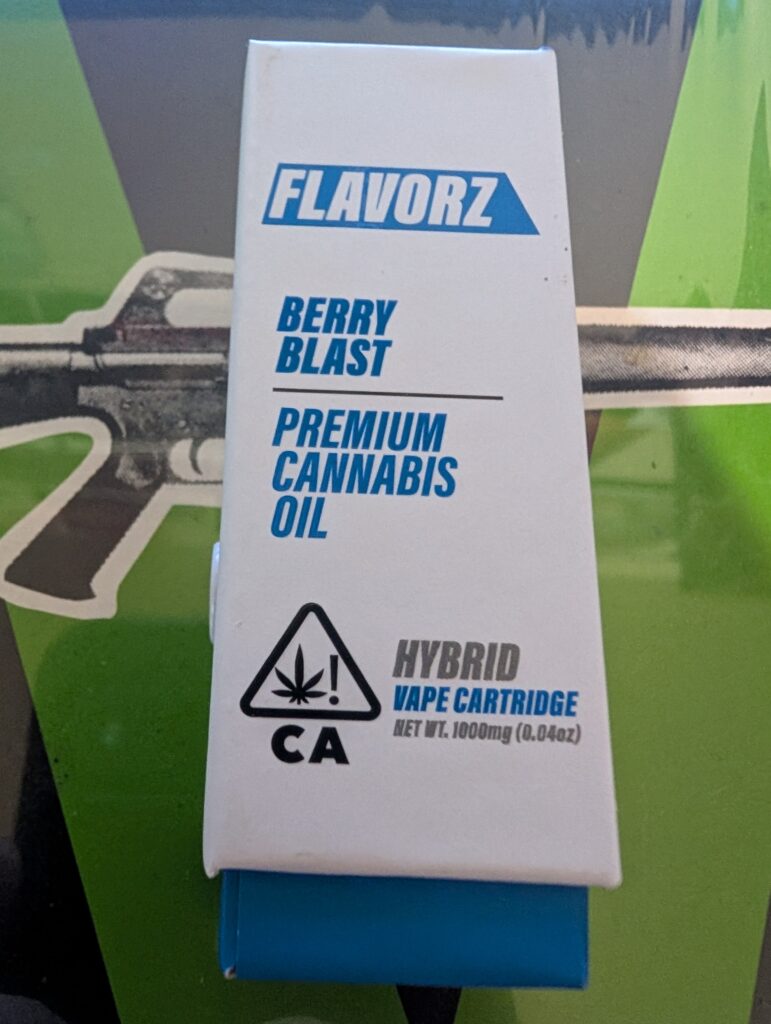 FLAVORZ
BERRY
BLAST
PREMIUM
CANNABIS
OIL
!
CA
HYBRID
VAPE CARTRIDGE
NET WT. 1000mg (0.04oz)